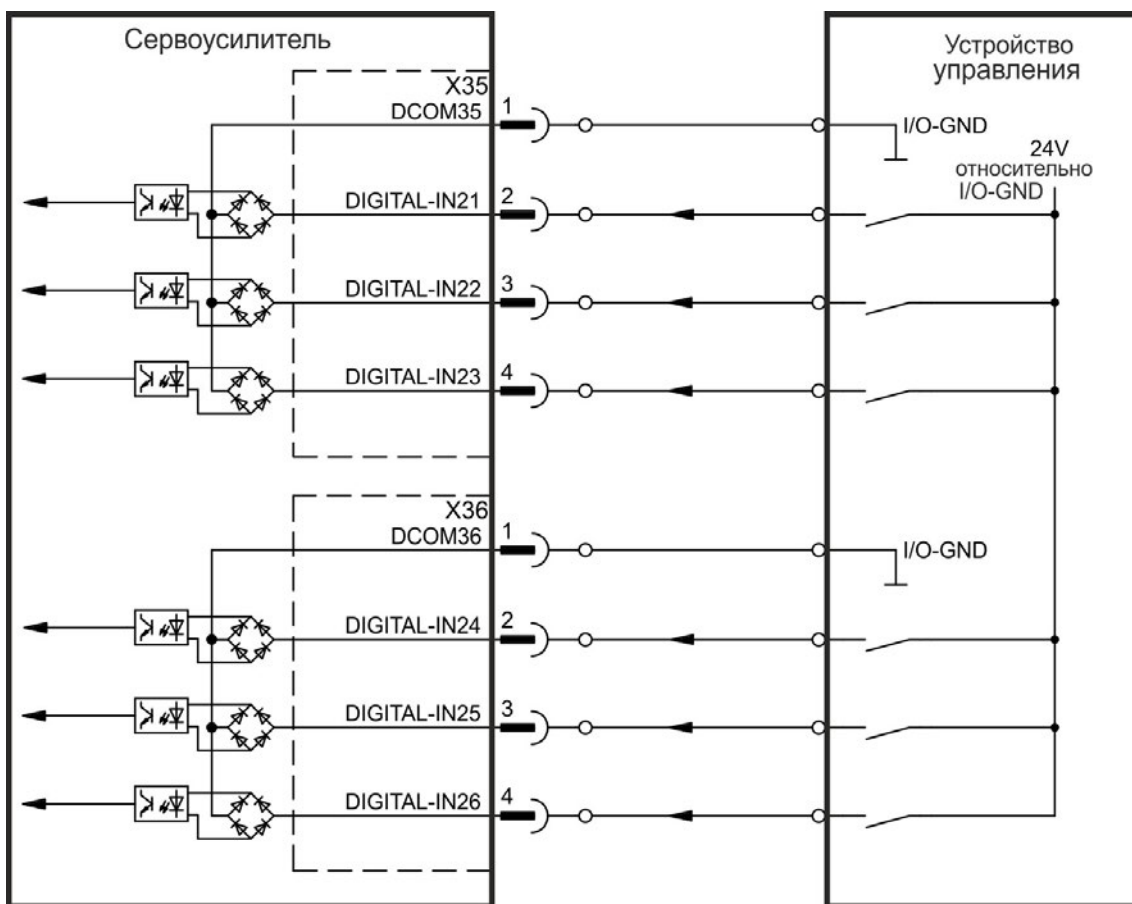 Сервоусилитель
Устройство
управления
X35
DCOM35
1
I/O-GND
24V
относительно
I/O-GND
DIGITAL-IN21
2
DIGITAL-IN22
3
DIGITAL-IN23
4
X36
DCOM36
1
I/O-GND
DIGITAL-IN24
2
DIGITAL-IN25
3
DIGITAL-IN26
4